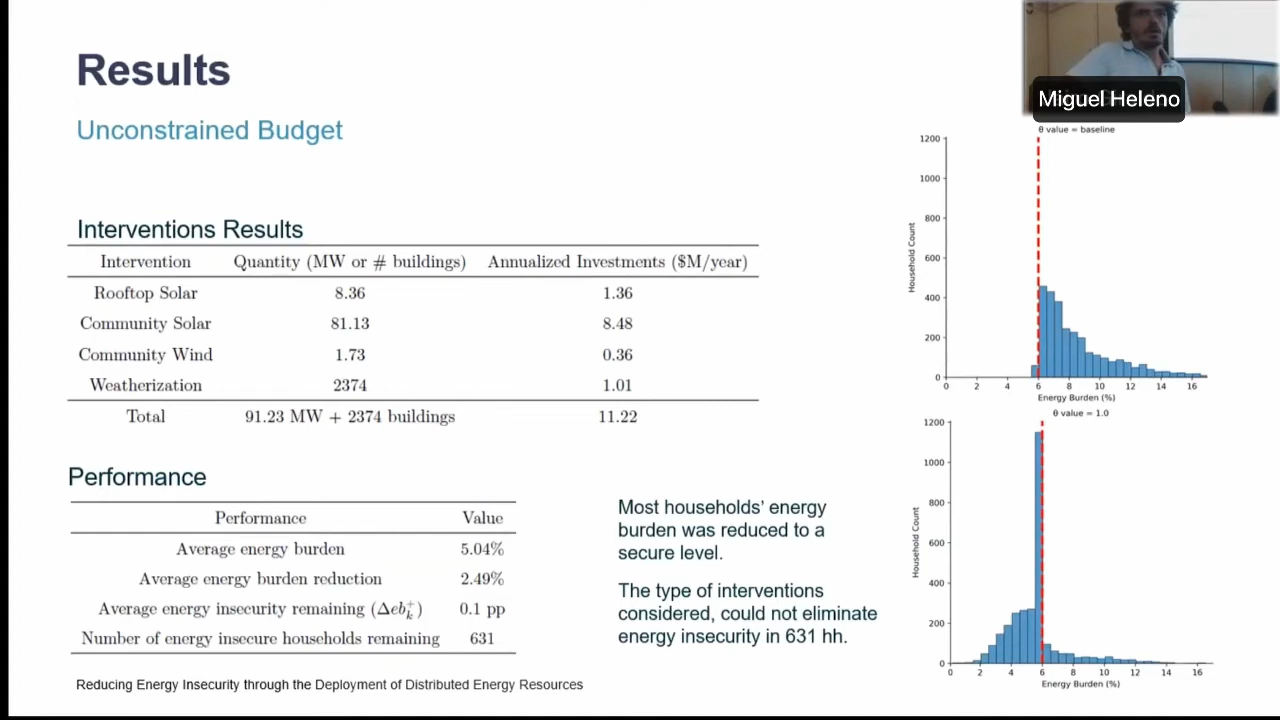 Results
Miguel Heleno
Unconstrained Budget
Interventions Results
Intervention Quantity (MW or # buildings) Annualized Investments ($M/year)
Rooftop Solar 8.36 1.36
Community Solar 81.13 8.48
Community Wind 1.73 0.36
Weatherization 2374 1.01
Total 91.23 MW + 2374 buildings 11.22
θ value = baseline
1200
1000
800
600
400
200
0
Household Count
0 2 4 6 8 10 12 14 16
Energy Burden (%)
Performance
Performance Value
Average energy burden 5.04%
Average energy burden reduction 2.49%
Average energy insecurity remaining (Δeb⁺ₖ) 0.1 pp
Number of energy insecure households remaining 631
Most households’ energy
burden was reduced to a
secure level.
The type of interventions
considered, could not eliminate
energy insecurity in 631 hh.
θ value = 1.0
1200
1000
800
600
400
200
0
Household Count
0 2 4 6 8 10 12 14 16
Energy Burden (%)
Reducing Energy Insecurity through the Deployment of Distributed Energy Resources